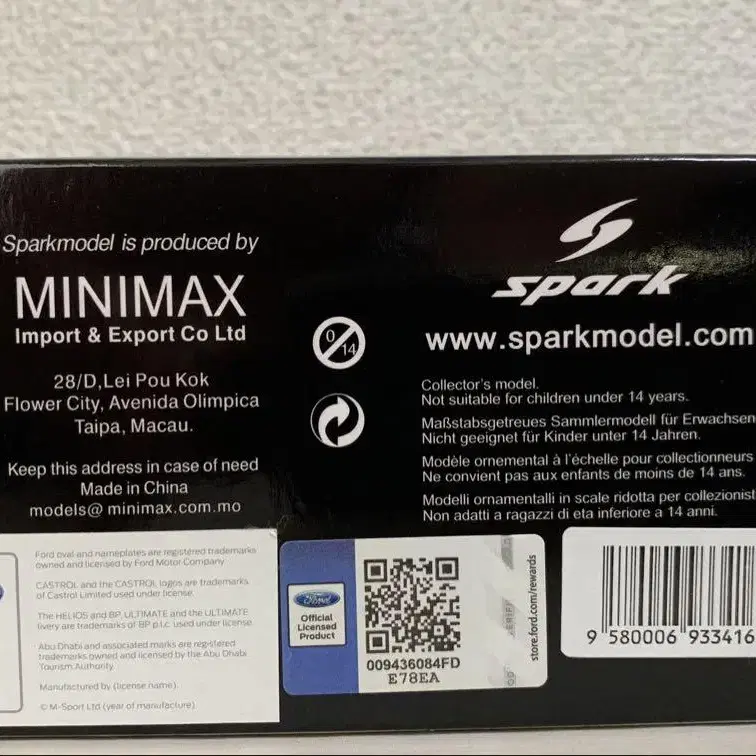 Sparkmodel is produced by
MINIMAX
Import & Export Co Ltd
28/D,Lei Pou Kok
Flower City, Avenida Olimpica
Taipa, Macau.
Keep this address in case of need
Made in China
models@ minimax.com.mo
0
14
spark
www.sparkmodel.com
Collector's model.
Not suitable for children under 14 years.
Maßstabsgetreues Sammlermodell für Erwachsen
Nicht geeignet für Kinder unter 14 Jahren.
Modèle ornemental à l'échelle pour collectionneurs
Ne convient pas aux enfants de moins de 14 ans.
Modelli ornamentalli in scale ridotta per collezionist
Non adatti a ragazzi di eta inferiore a 14 anni.
Ford oval and nameplates are registered trademarks
owned and licensed by Ford Motor Company
CASTROL and the CASTROL logos are trademarks
of Castrol Limited used under license.
The HELIOS and BP, ULTIMATE and the ULTIMATE
livery are trademarks of BP p.l.c. used under license
Abu Dhabi and associated marks are registered
trademarks owned and licensed by the Abu Dhabi
Tourism Authority.
Manufactured by (license name).
© M-Sport Ltd (year of manufacture).
Ford
Official
Licensed
Product
009436084FD
E78EA
VERIFY
store.ford.com/rewards
9 580006 933416